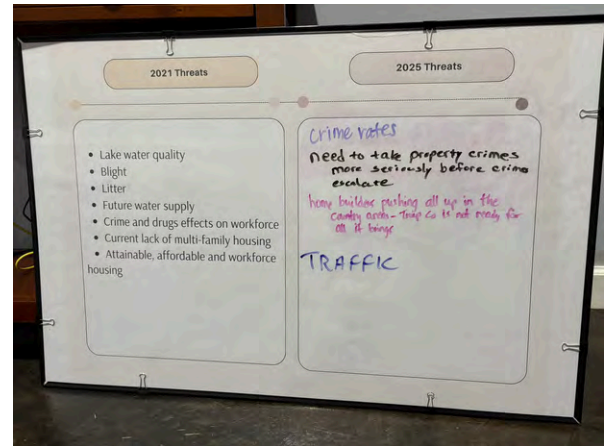 2021 Threats
2025 Threats
• Lake water quality
• Blight
• Litter
• Future water supply
• Crime and drugs effects on workforce
• Current lack of multi-family housing
• Attainable, affordable and workforce
housing
Crime rates
need to take property crimes
more seriously before crime
escalate
home builders pushing all up in the
county - Troup Co is not ready for
all it brings
TRAFFIC